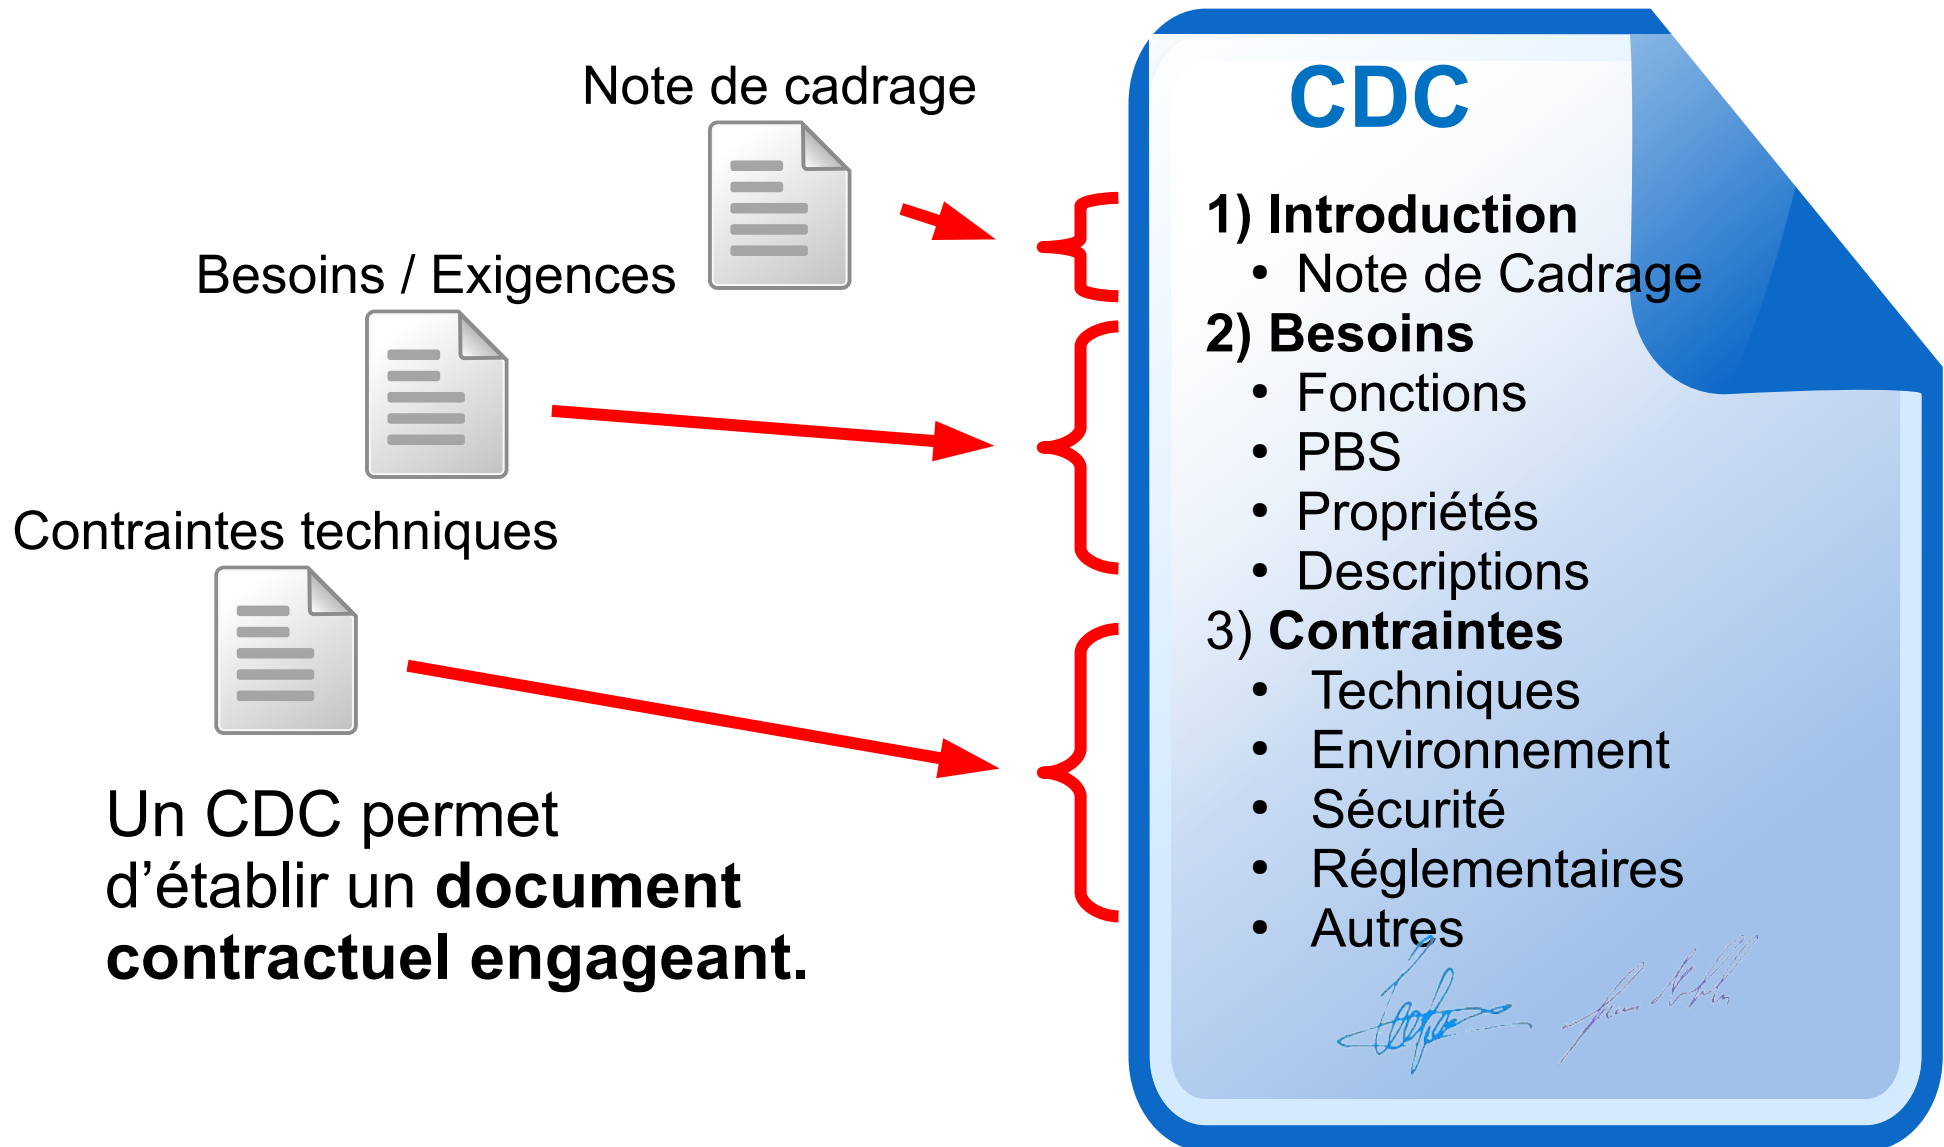 Note de cadrage
Besoins / Exigences
Contraintes techniques
Un CDC permet
d’établir un document
contractuel engageant.
CDC
1) Introduction
• Note de Cadrage
2) Besoins
• Fonctions
• PBS
• Propriétés
• Descriptions
3) Contraintes
• Techniques
• Environnement
• Sécurité
• Réglementaires
• Autres